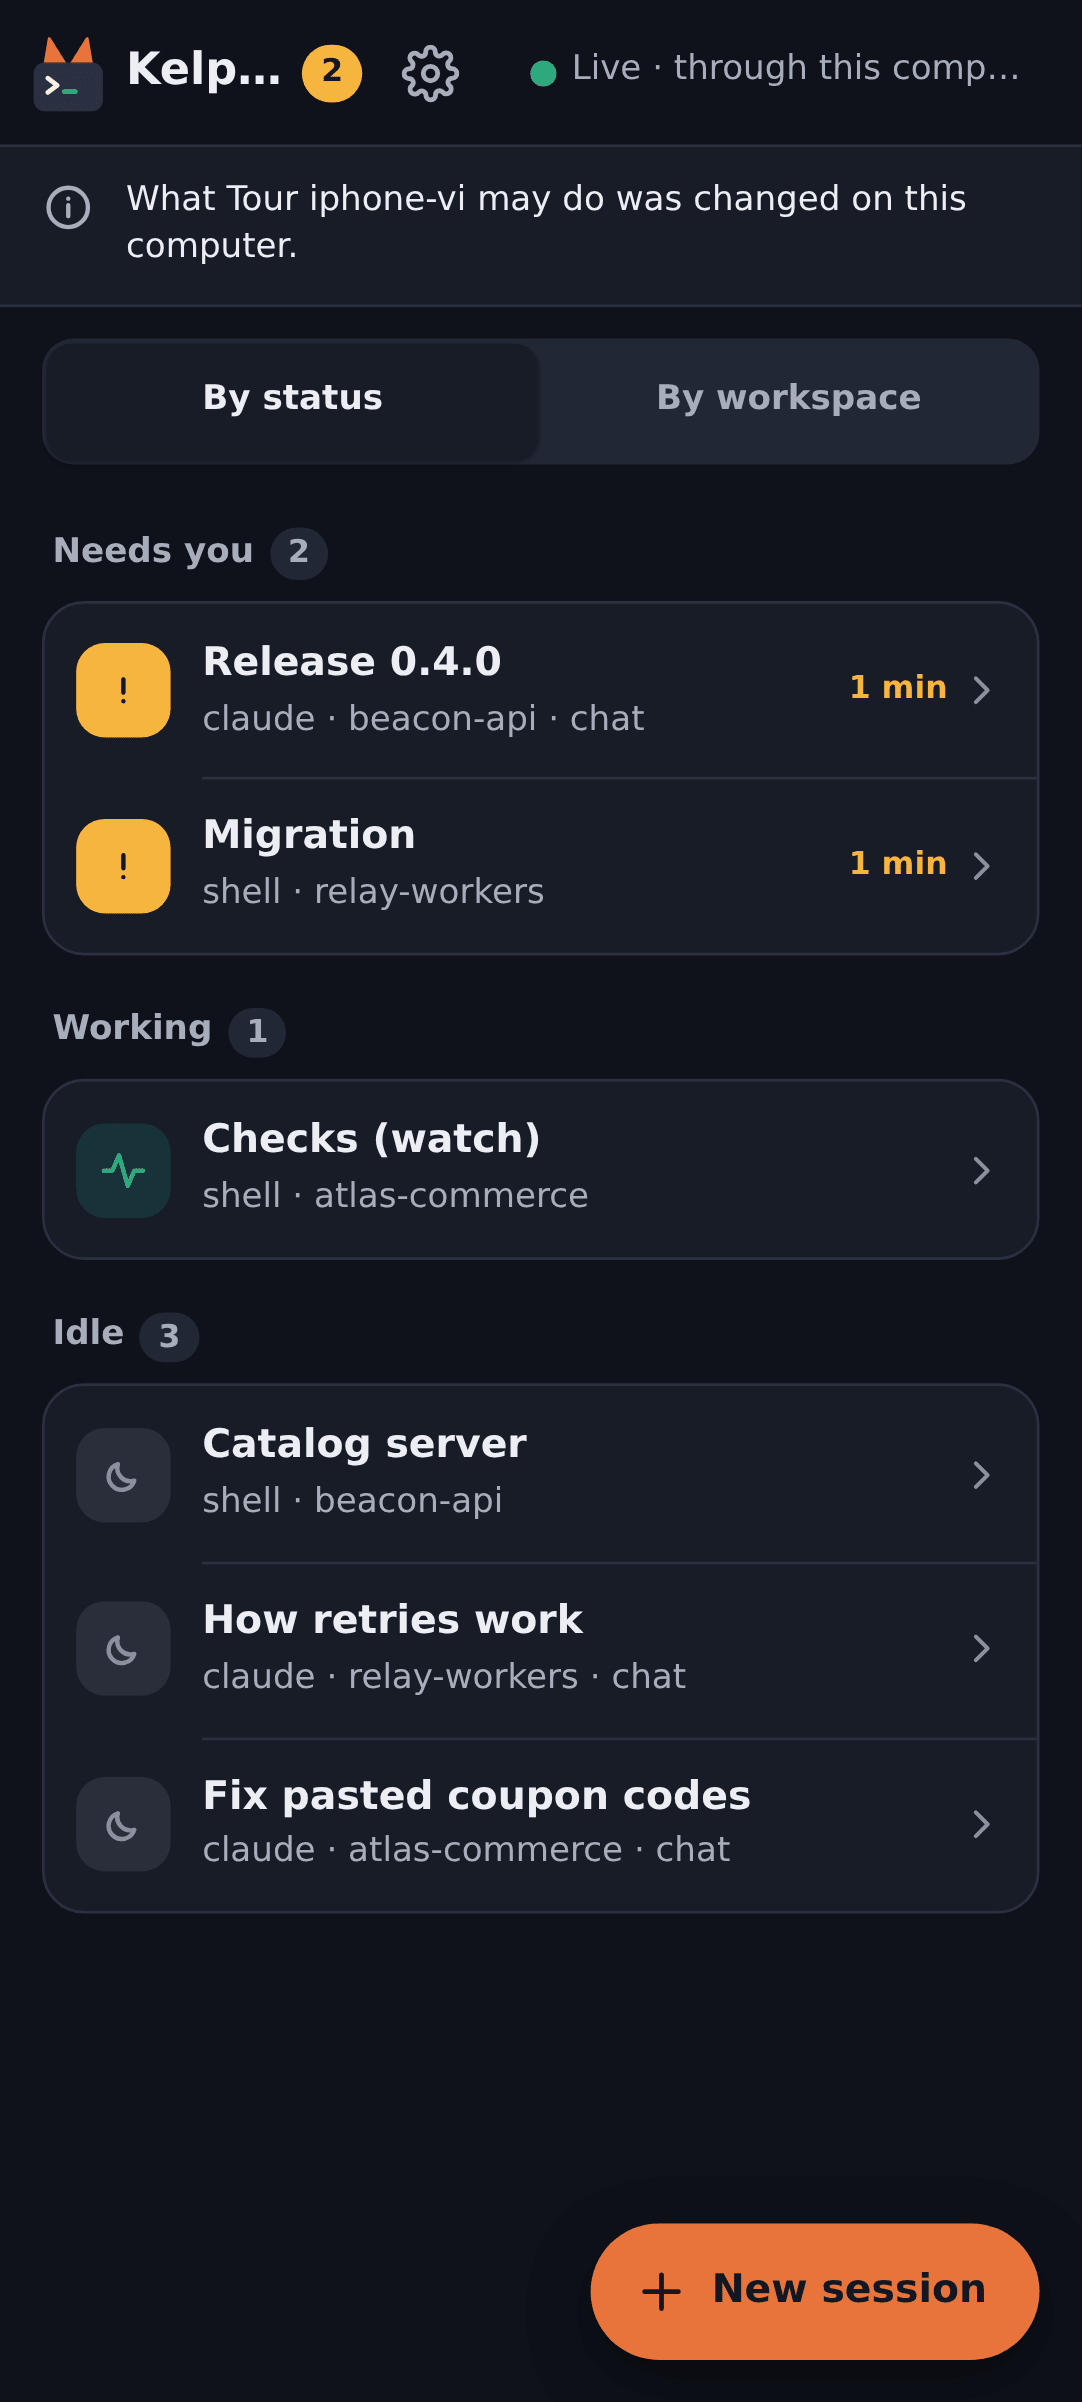 Kelp…
2
Live · through this comp…
What Tour iphone-vi may do was changed on this
computer.
By status
By workspace
Needs you 2
Release 0.4.0
claude · beacon-api · chat
1 min
Migration
shell · relay-workers
1 min
Working 1
Checks (watch)
shell · atlas-commerce
Idle 3
Catalog server
shell · beacon-api
How retries work
claude · relay-workers · chat
Fix pasted coupon codes
claude · atlas-commerce · chat
New session